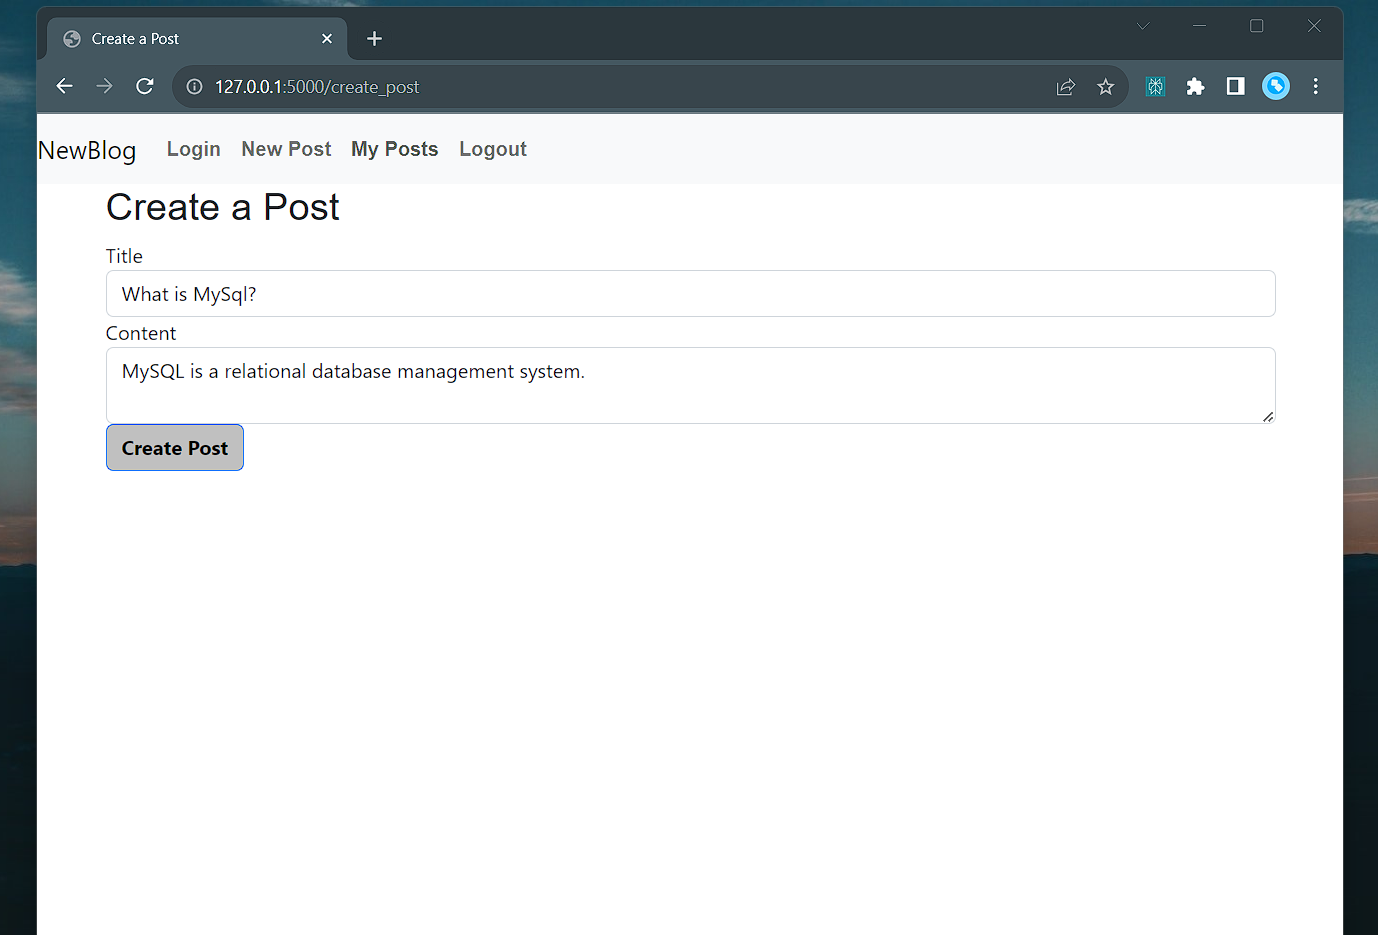 Create a Post
127.0.0.1:5000/create_post
NewBlog Login New Post My Posts Logout
Create a Post
Title
What is MySql?
Content
MySQL is a relational database management system.
Create Post